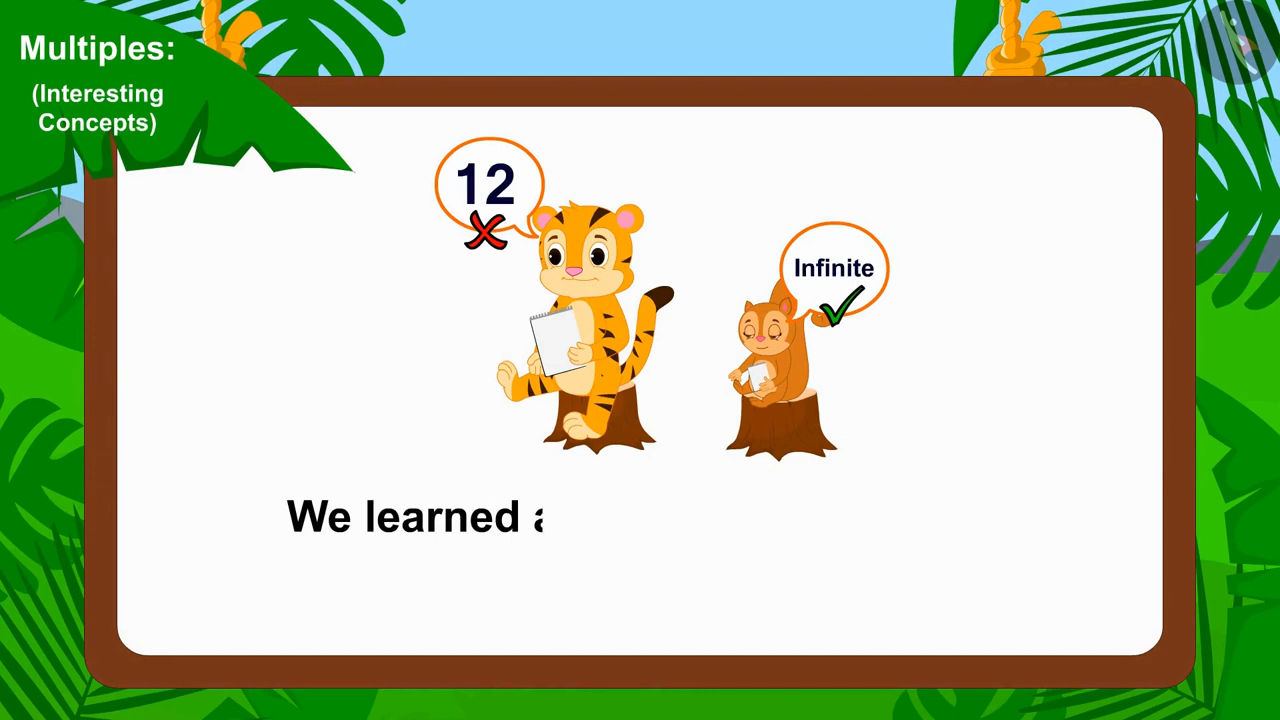 Multiples:
(Interesting
Concepts)
12
Infinite
We learned